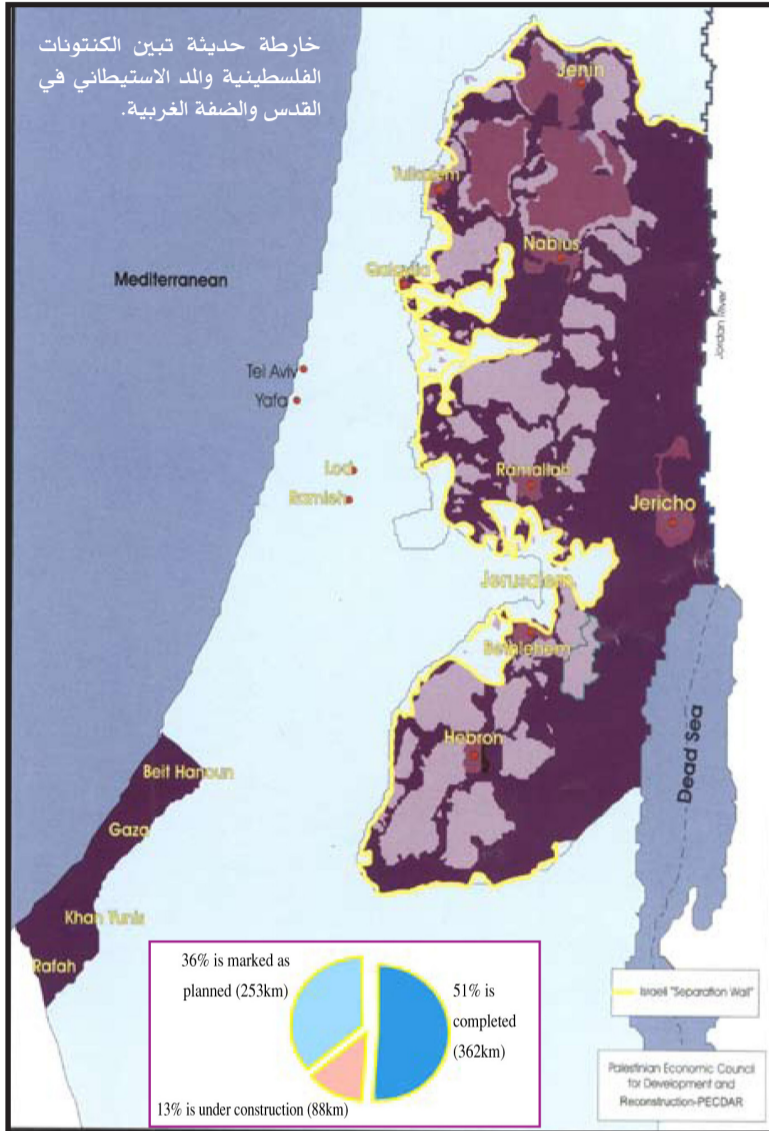 خارطة حديثة تبين الكنتونات
الفلسطينية والمد الاستيطاني في
القدس والضفة الغربية.
Jenin
Tulkarem
Nablus
Qalqilia
Mediterranean
Jordan River
Tel Aviv
Yafa
Lod
Ramleh
Ramallah
Jericho
Jerusalem
Bethlehem
Hebron
Dead Sea
Beit Hanoun
Gaza
Khan Yunis
Rafah
36% is marked as
planned (253km)
51% is
completed
(362km)
13% is under construction (88km)
Israeli "Separation Wall"
Palestinian Economic Council
for Development and
Reconstruction-PECDAR